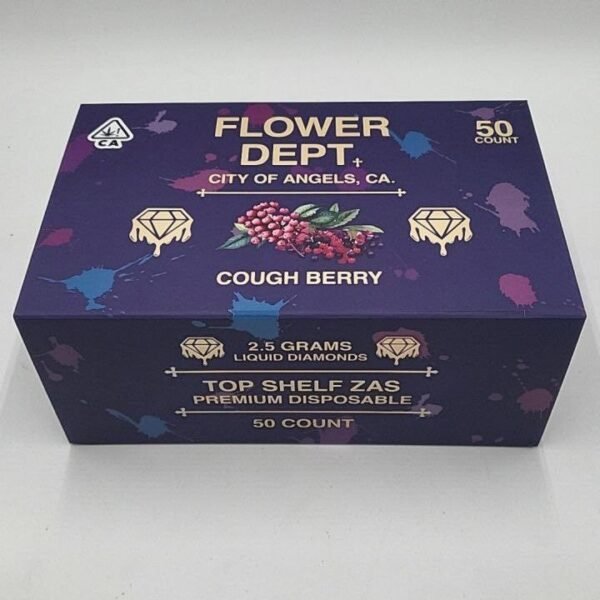 CA
FLOWER
DEPT.
CITY OF ANGELS, CA.
50
COUNT
COUGH BERRY
2.5 GRAMS
LIQUID DIAMONDS
TOP SHELF ZAS
PREMIUM DISPOSABLE
50 COUNT